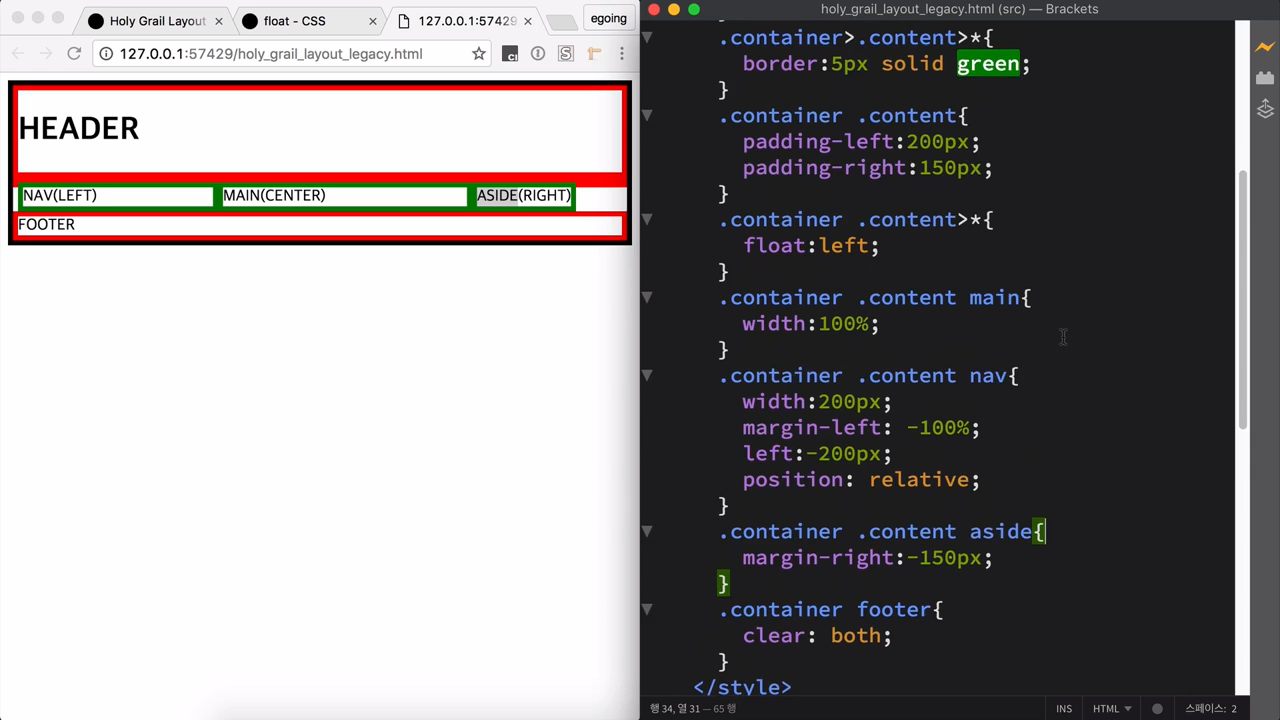 Holy Grail Layout
float - CSS
127.0.0.1:57429
egoing
127.0.0.1:57429/holy_grail_layout_legacy.html
HEADER
NAV(LEFT)
MAIN(CENTER)
ASIDE(RIGHT)
FOOTER
holy_grail_layout_legacy.html (src) — Brackets
.container>.content>*{
border:5px solid green;
}
.container .content{
padding-left:200px;
padding-right:150px;
}
.container .content>*{
float:left;
}
.container .content main{
width:100%;
}
.container .content nav{
width:200px;
margin-left: -100%;
left:-200px;
position: relative;
}
.container .content aside{
margin-right:-150px;
}
.container footer{
clear: both;
}
</style>
행 34, 열 31 — 65 행
INS
HTML
스페이스: 2